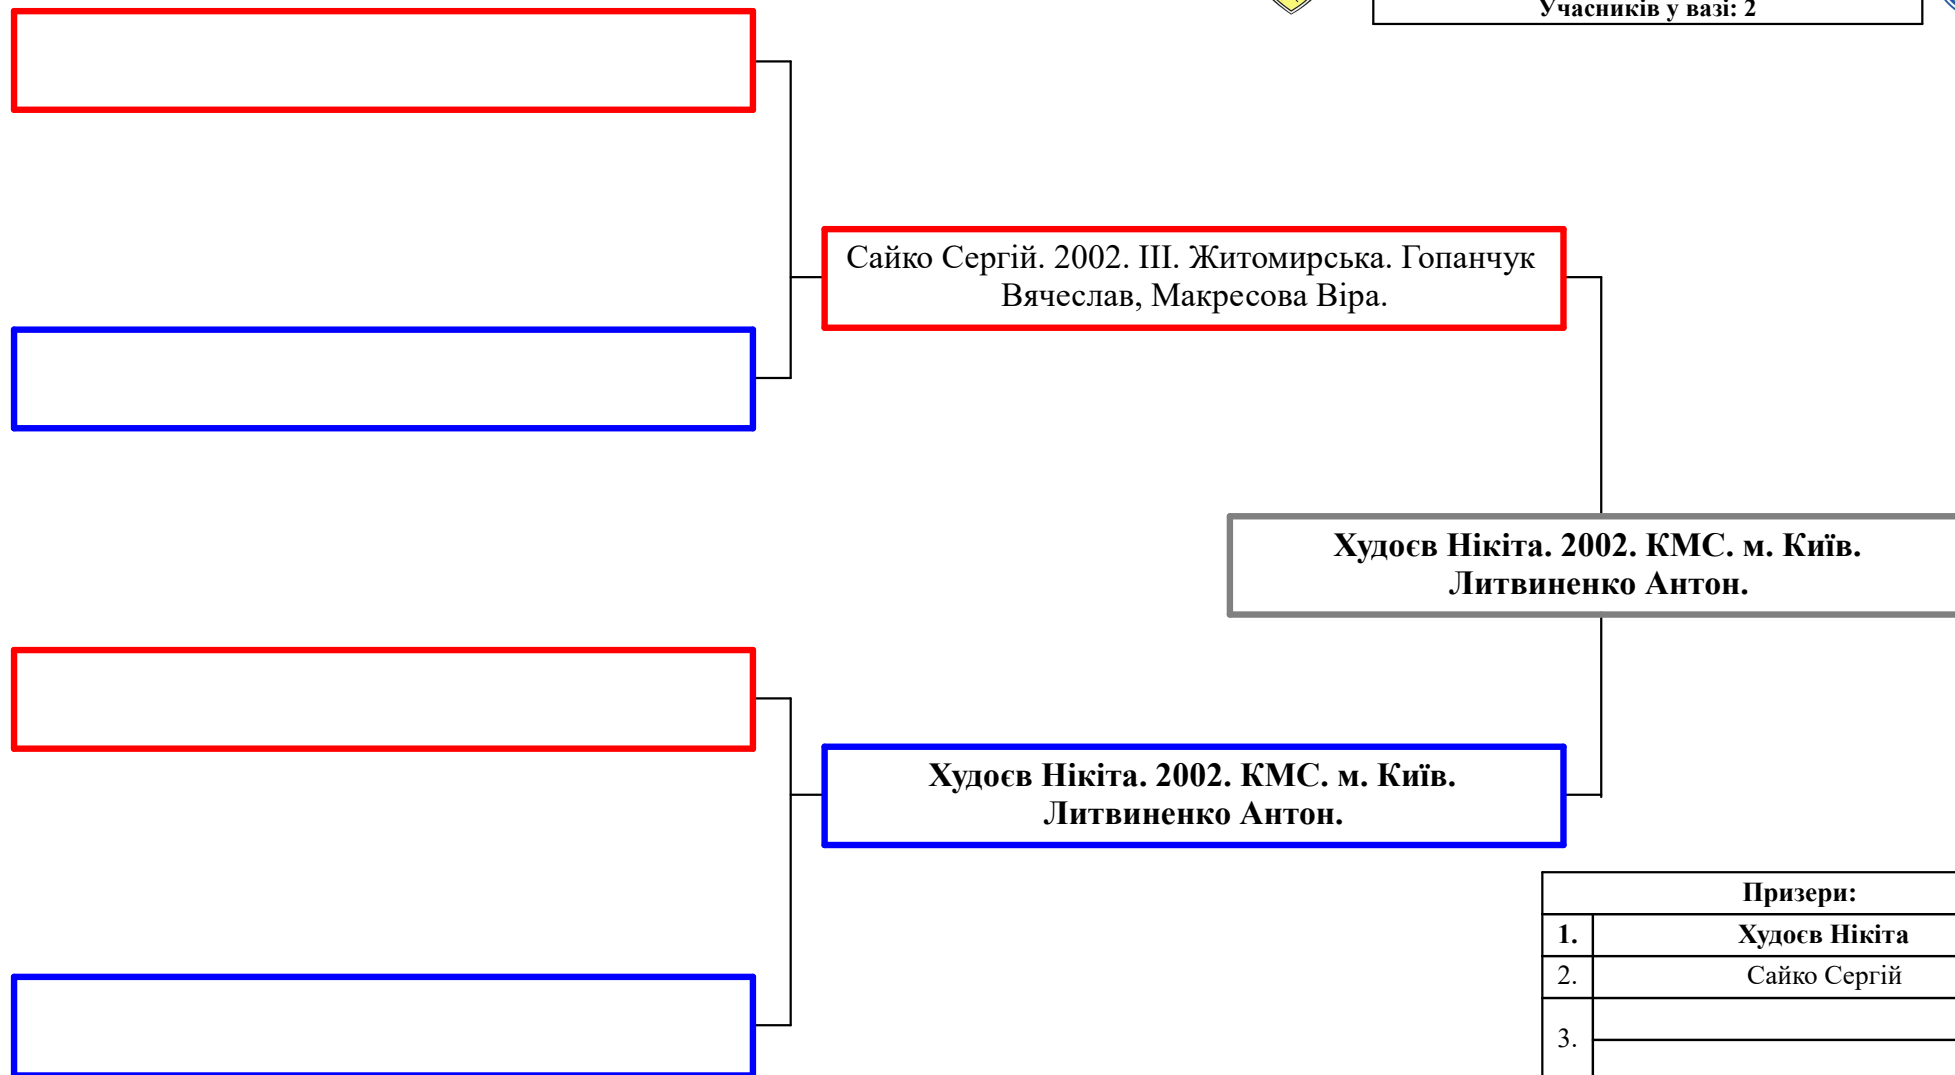 Учасників у вазі: 2
Сайко Сергій. 2002. III. Житомирська. Гопанчук
Вячеслав, Макресова Віра.
Худоєв Нікіта. 2002. КМС. м. Київ.
Литвиненко Антон.
Худоєв Нікіта. 2002. КМС. м. Київ.
Литвиненко Антон.
Призери:
1. Худоєв Нікіта
2. Сайко Сергій
3.